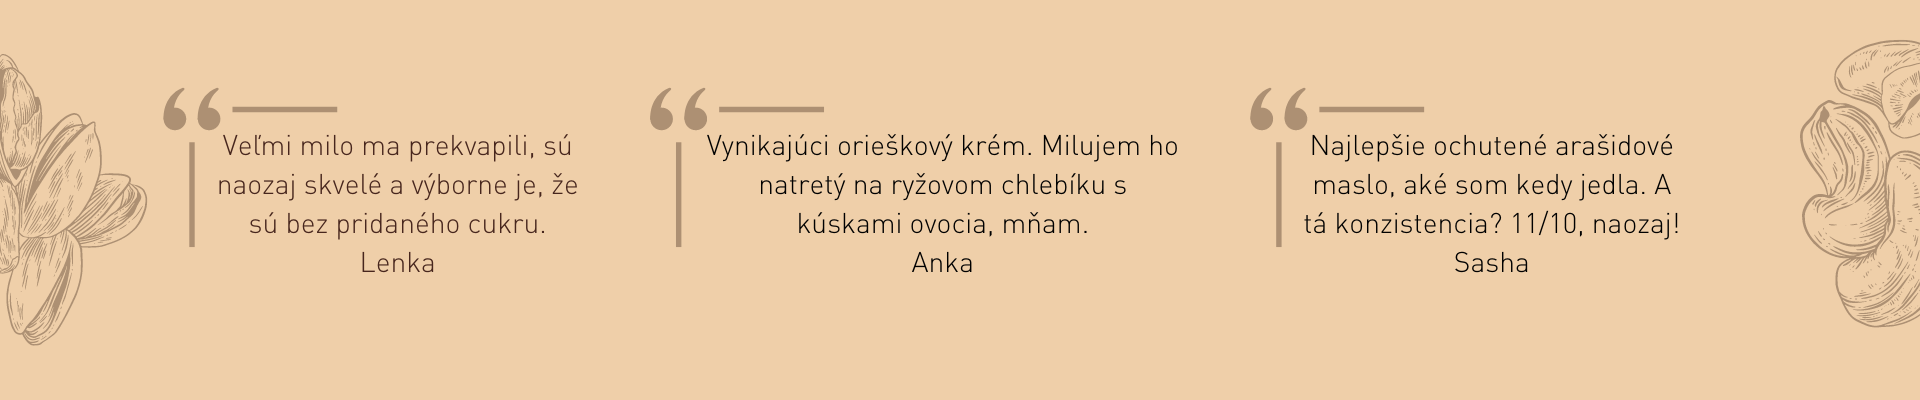 Veľmi milo ma prekvapili, sú
naozaj skvelé a výborne je, že
sú bez pridaného cukru.
Lenka
Vynikajúci orieškový krém. Milujem ho
natretý na ryžovom chlebíku s
kúskami ovocia, mňam.
Anka
Najlepšie ochutené arašidové
maslo, aké som kedy jedla. A
tá konzistencia? 11/10, naozaj!
Sasha